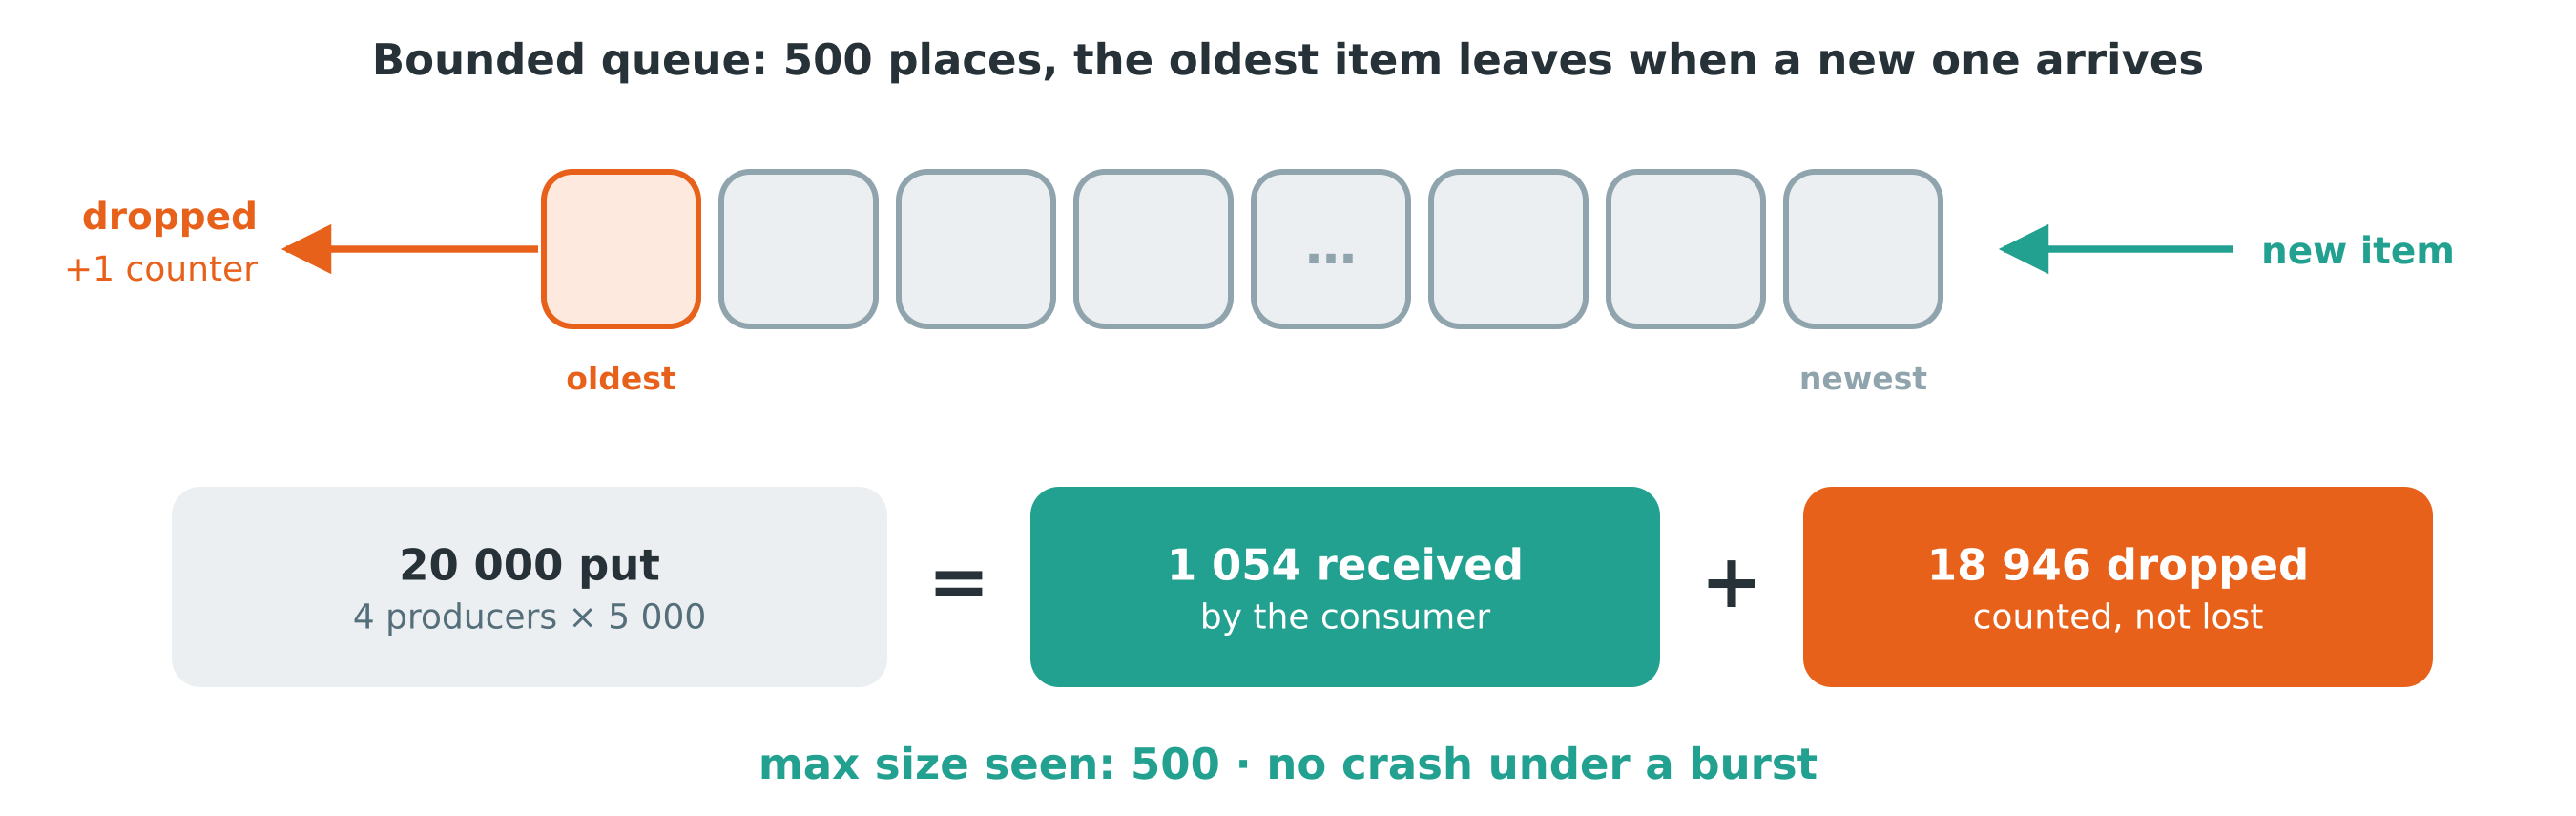 Bounded queue: 500 places, the oldest item leaves when a new one arrives
dropped
+1 counter
...
new item
oldest
newest
20 000 put
4 producers × 5 000
=
1 054 received
by the consumer
+
18 946 dropped
counted, not lost
max size seen: 500 · no crash under a burst